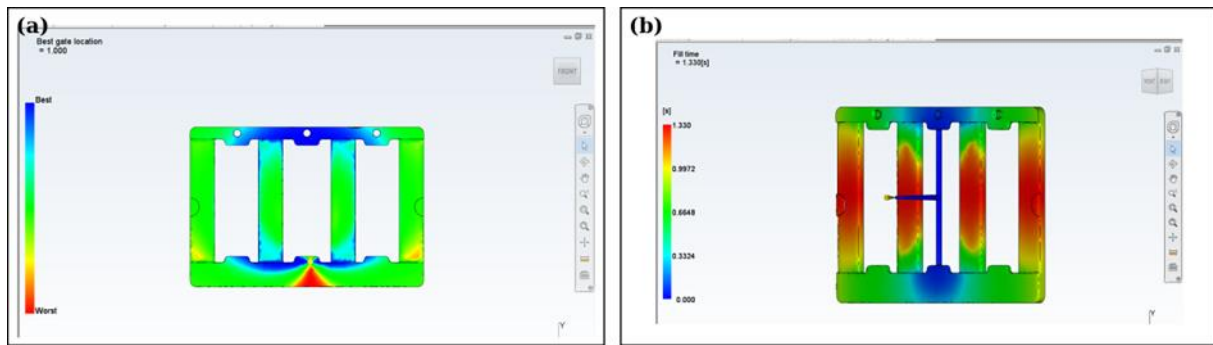 (a)
Best gate location
= 1.000
FRONT
Best
Worst
Y
(b)
Fill time
= 1.330[s]
[s]
1.330
0.9972
0.6648
0.3324
0.000
Y